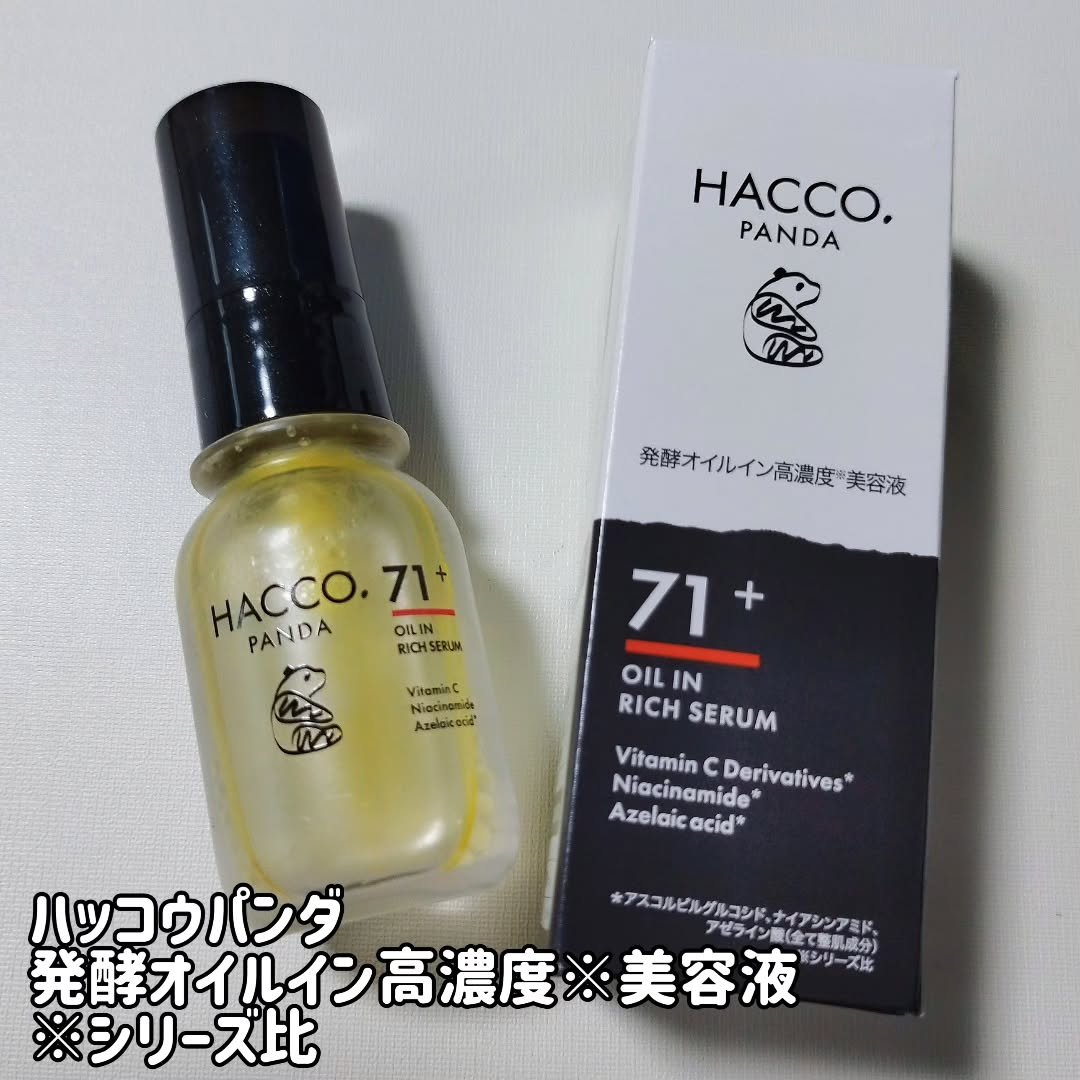 HACCO.
PANDA
71+
OIL IN
RICH SERUM
Vitamin C
Niacinamide
Azelaic acid*
HACCO.
PANDA
発酵オイルイン高濃度※美容液
71+
OIL IN
RICH SERUM
Vitamin C Derivatives*
Niacinamide*
Azelaic acid*
*アスコルビルグルコシド、ナイアシンアミド、
アゼライン酸(全て整肌成分)
※シリーズ比
ハッコウパンダ
発酵オイルイン高濃度※美容液
※シリーズ比